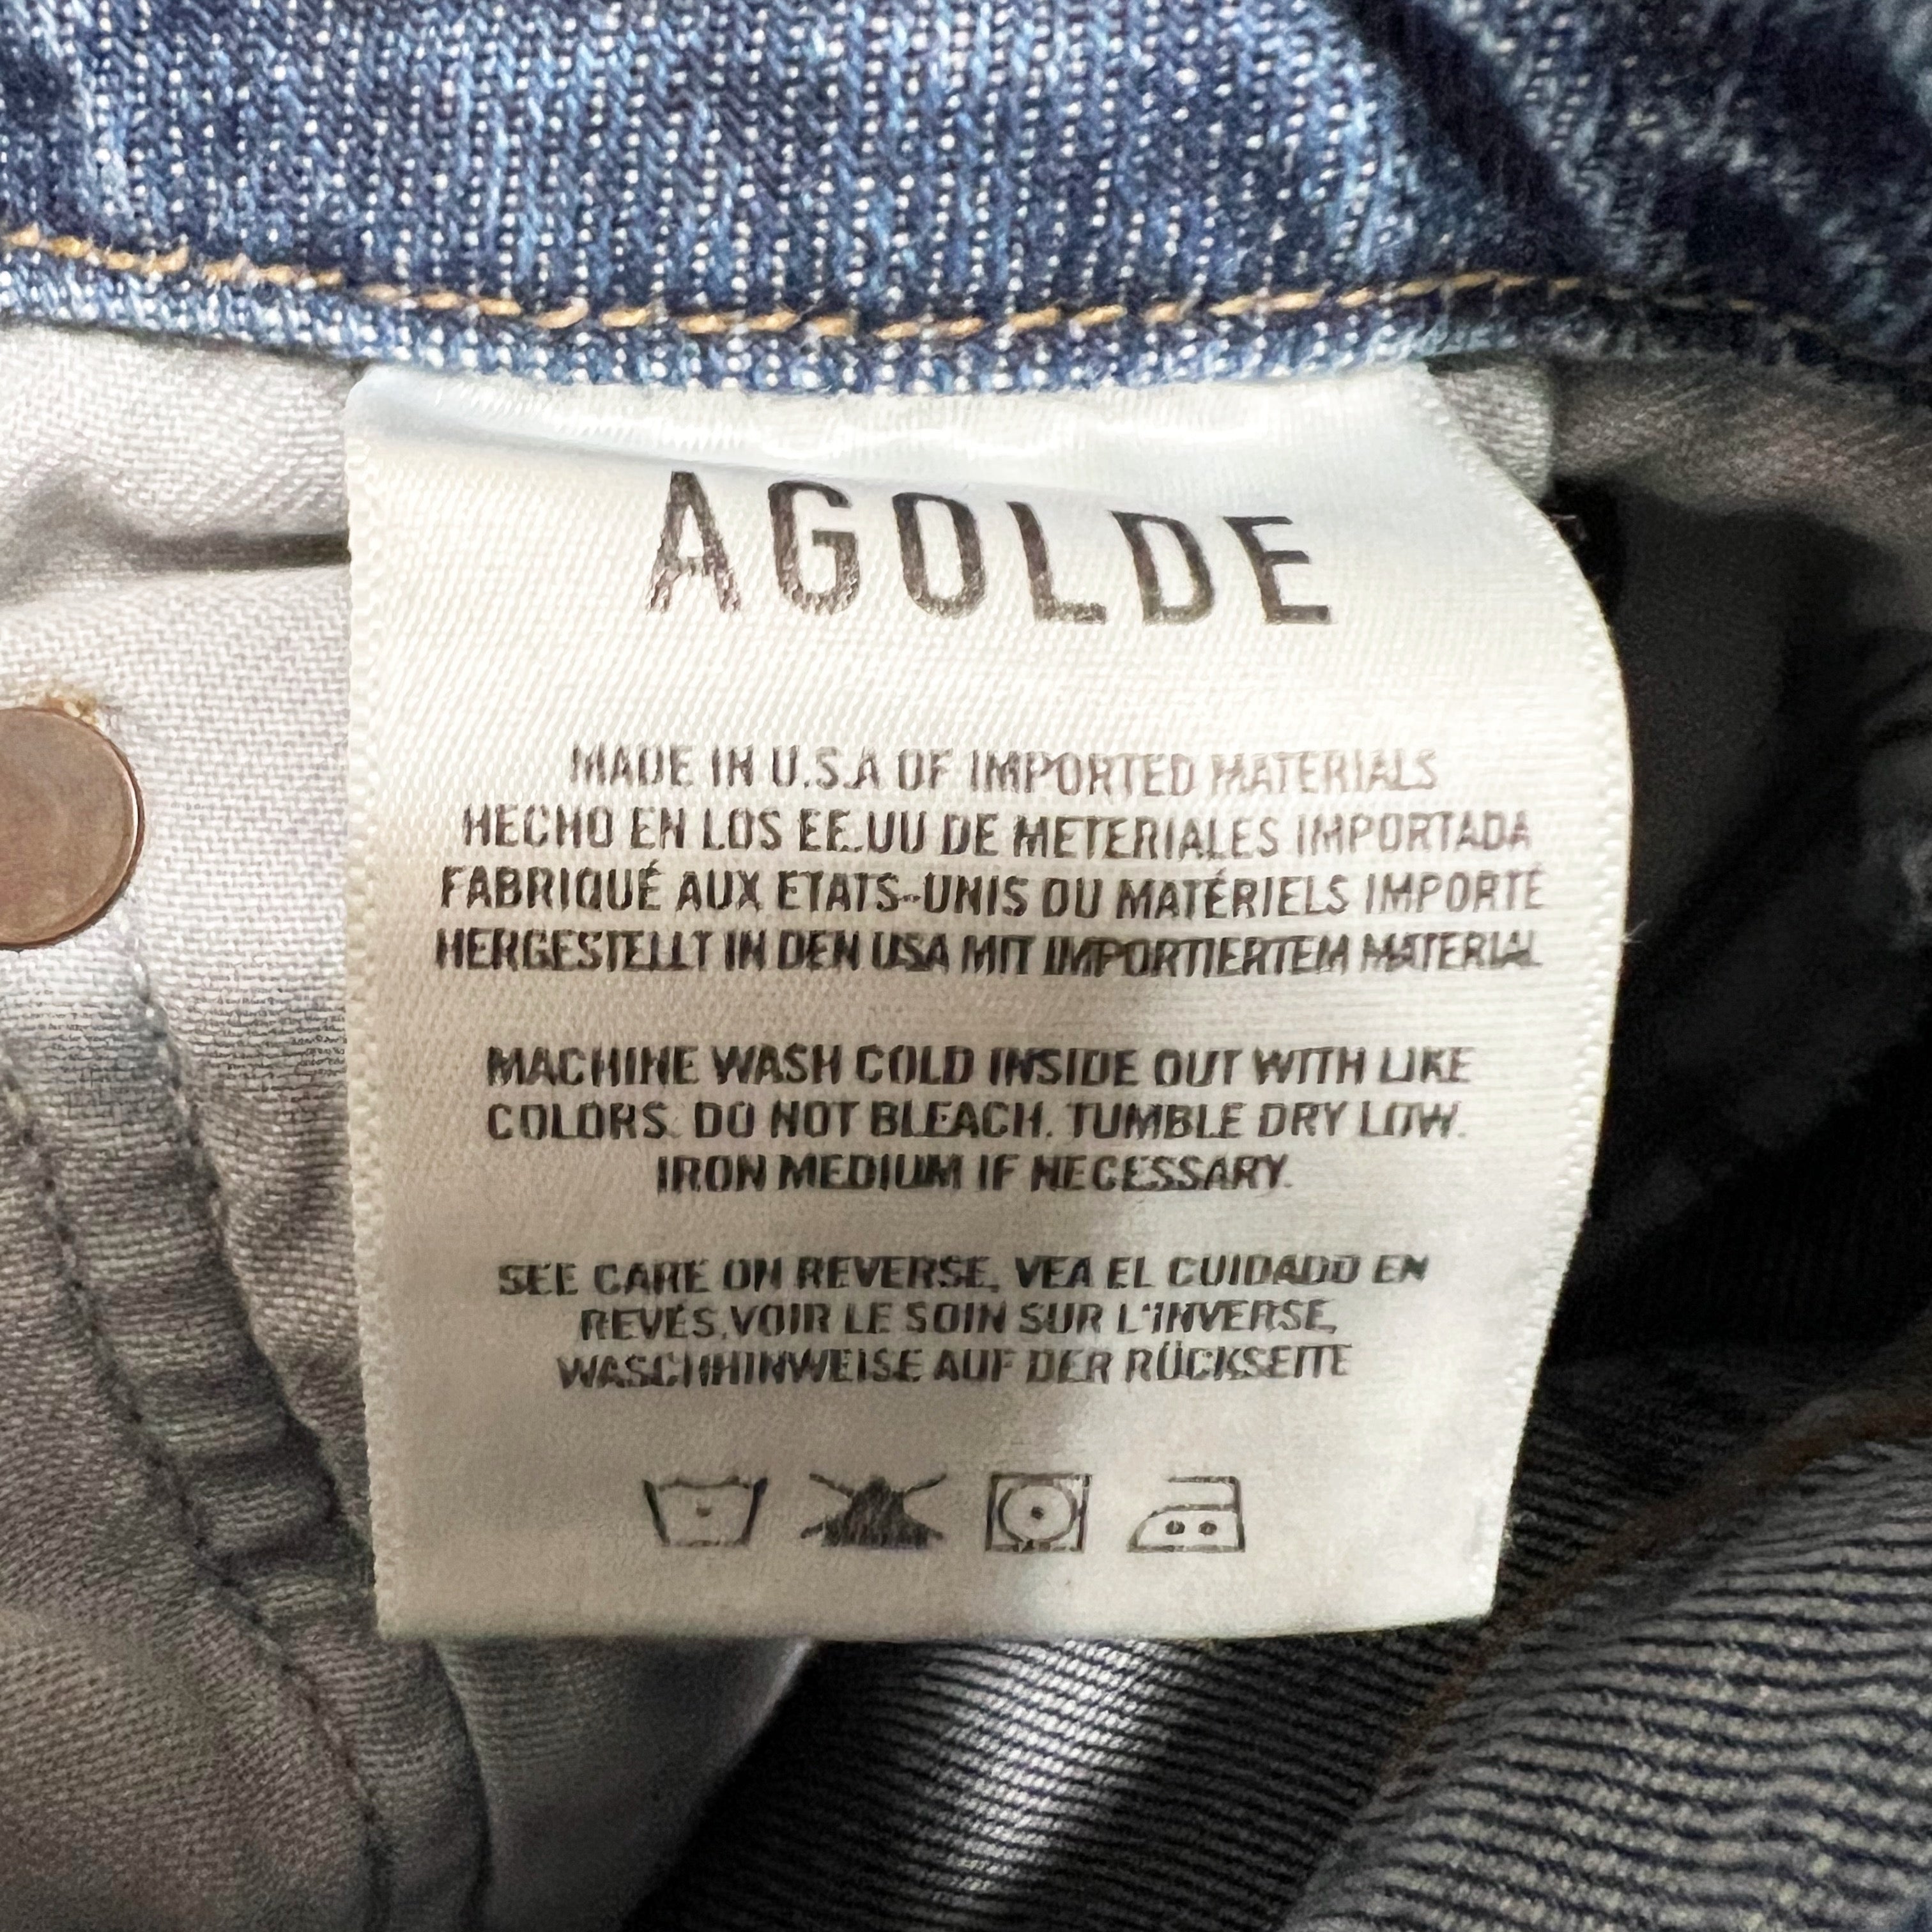 AGOLDE
MADE IN U.S.A OF IMPORTED MATERIALS
HECHO EN LOS EE.UU DE METERIALES IMPORTADA
FABRIQUÉ AUX ETATS-UNIS OU MATÉRIELS IMPORTÉ
HERGESTELLT IN DEN USA MIT IMPORTIERTEM MATERIAL
MACHINE WASH COLD INSIDE OUT WITH LIKE
COLORS. DO NOT BLEACH. TUMBLE DRY LOW.
IRON MEDIUM IF NECESSARY.
SEE CARE ON REVERSE, VEA EL CUIDADO EN
REVÉS,VOIR LE SOIN SUR L'INVERSE,
WASCHHINWEISE AUF DER RÜCKSEITE